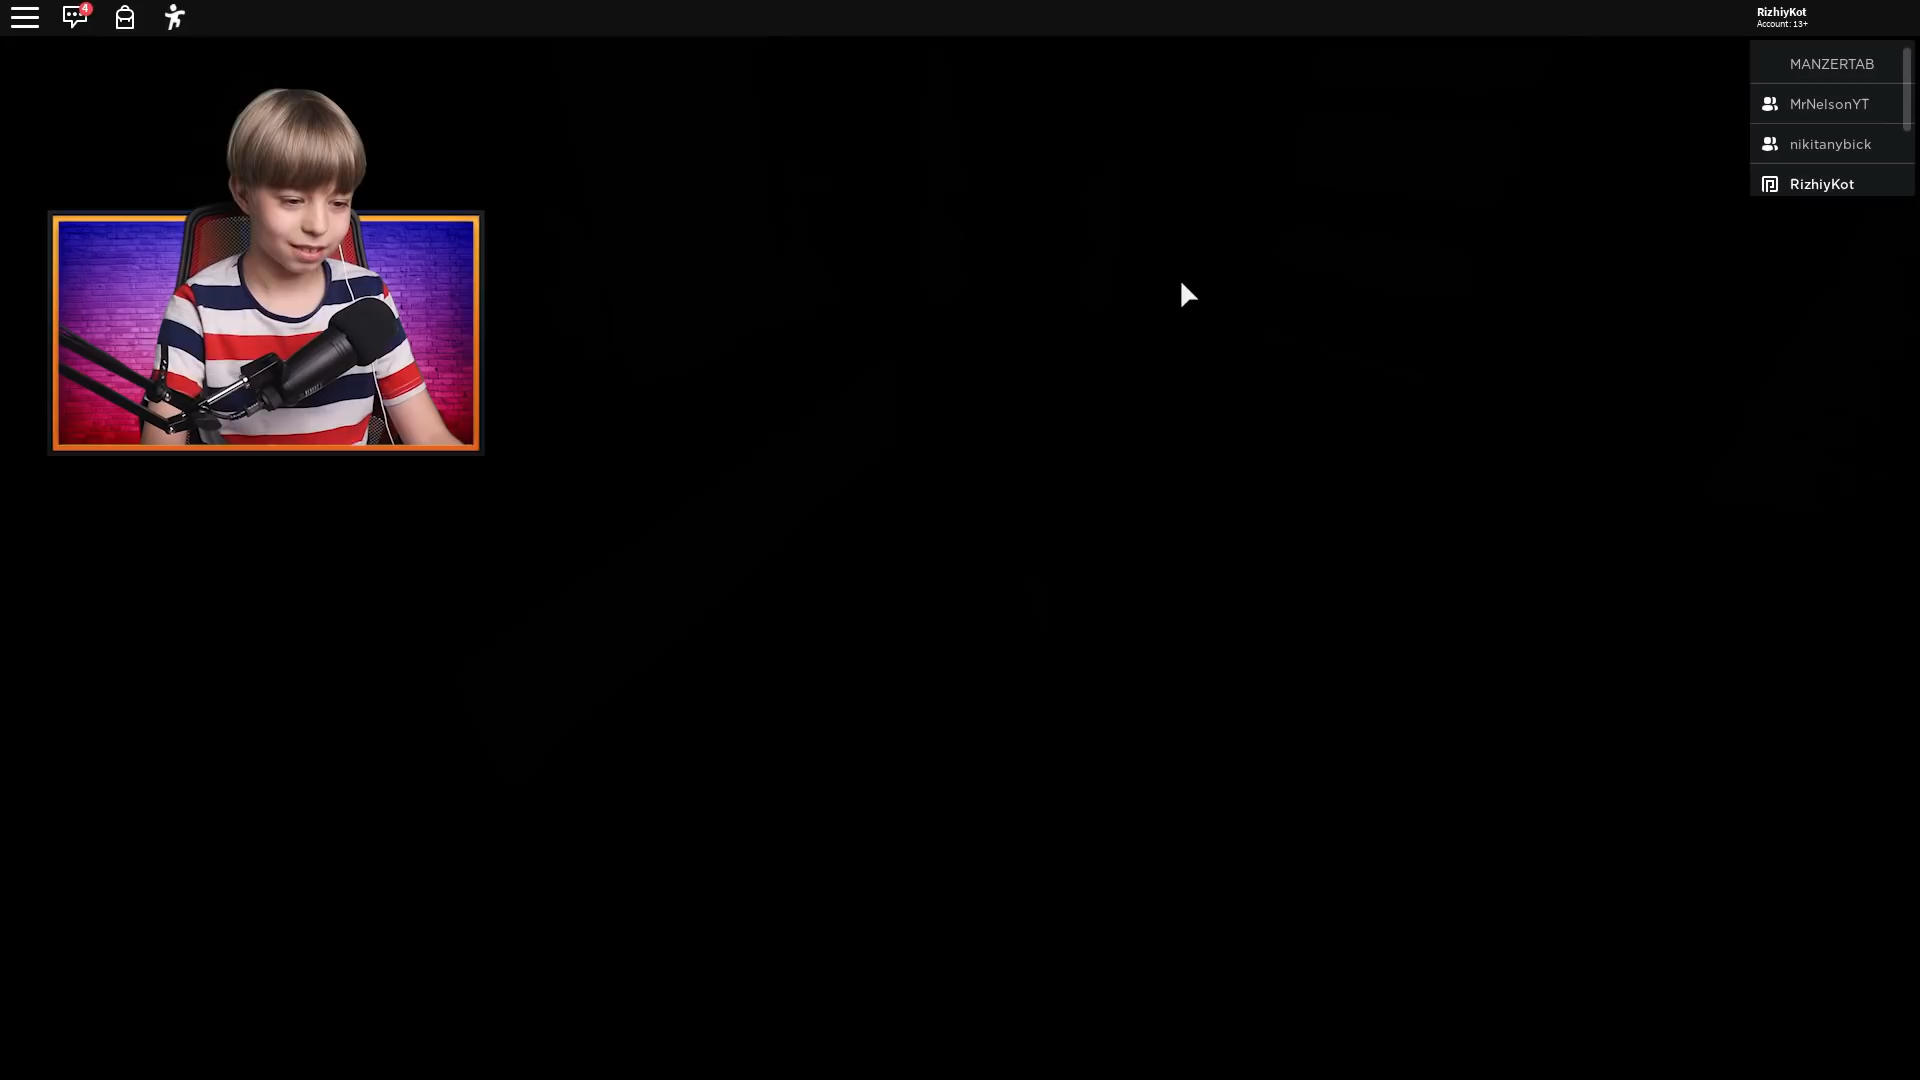 4
RizhiyKot
Account: 13+
MANZERTAB
MrNelsonYT
nikitanybick
RizhiyKot